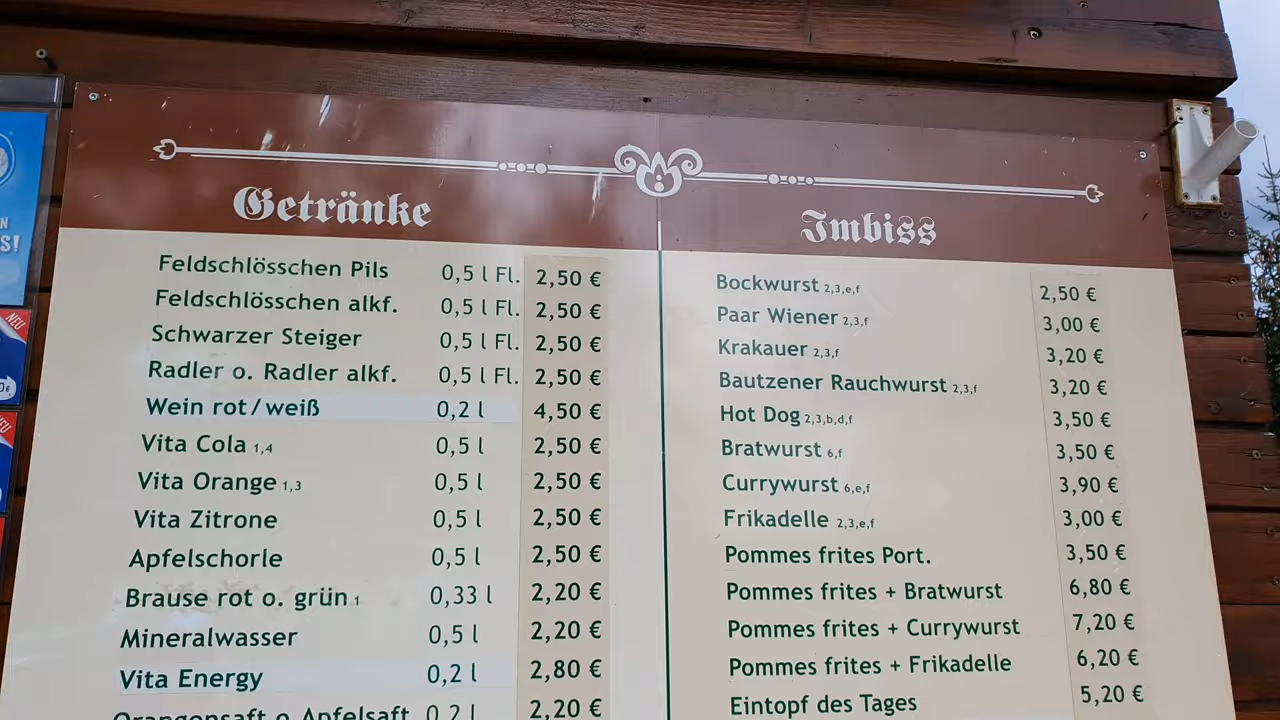 Getränke
Feldschlösschen Pils 0,5 l Fl. 2,50 €
Feldschlösschen alkf. 0,5 l Fl. 2,50 €
Schwarzer Steiger 0,5 l Fl. 2,50 €
Radler o. Radler alkf. 0,5 l Fl. 2,50 €
Wein rot/weiß 0,2 l 4,50 €
Vita Cola 1,4 0,5 l 2,50 €
Vita Orange 1,3 0,5 l 2,50 €
Vita Zitrone 0,5 l 2,50 €
Apfelschorle 0,5 l 2,50 €
Brause rot o. grün 1 0,33 l 2,20 €
Mineralwasser 0,5 l 2,20 €
Vita Energy 0,2 l 2,80 €
Orangensaft o. Apfelsaft 0,2 l 2,20 €
Imbiss
Bockwurst 2,3,e,f 2,50 €
Paar Wiener 2,3,f 3,00 €
Krakauer 2,3,f 3,20 €
Bautzener Rauchwurst 2,3,f 3,20 €
Hot Dog 2,3,b,d,f 3,50 €
Bratwurst 6,f 3,50 €
Currywurst 6,e,f 3,90 €
Frikadelle 2,3,e,f 3,00 €
Pommes frites Port. 3,50 €
Pommes frites + Bratwurst 6,80 €
Pommes frites + Currywurst 7,20 €
Pommes frites + Frikadelle 6,20 €
Eintopf des Tages 5,20 €
NEU